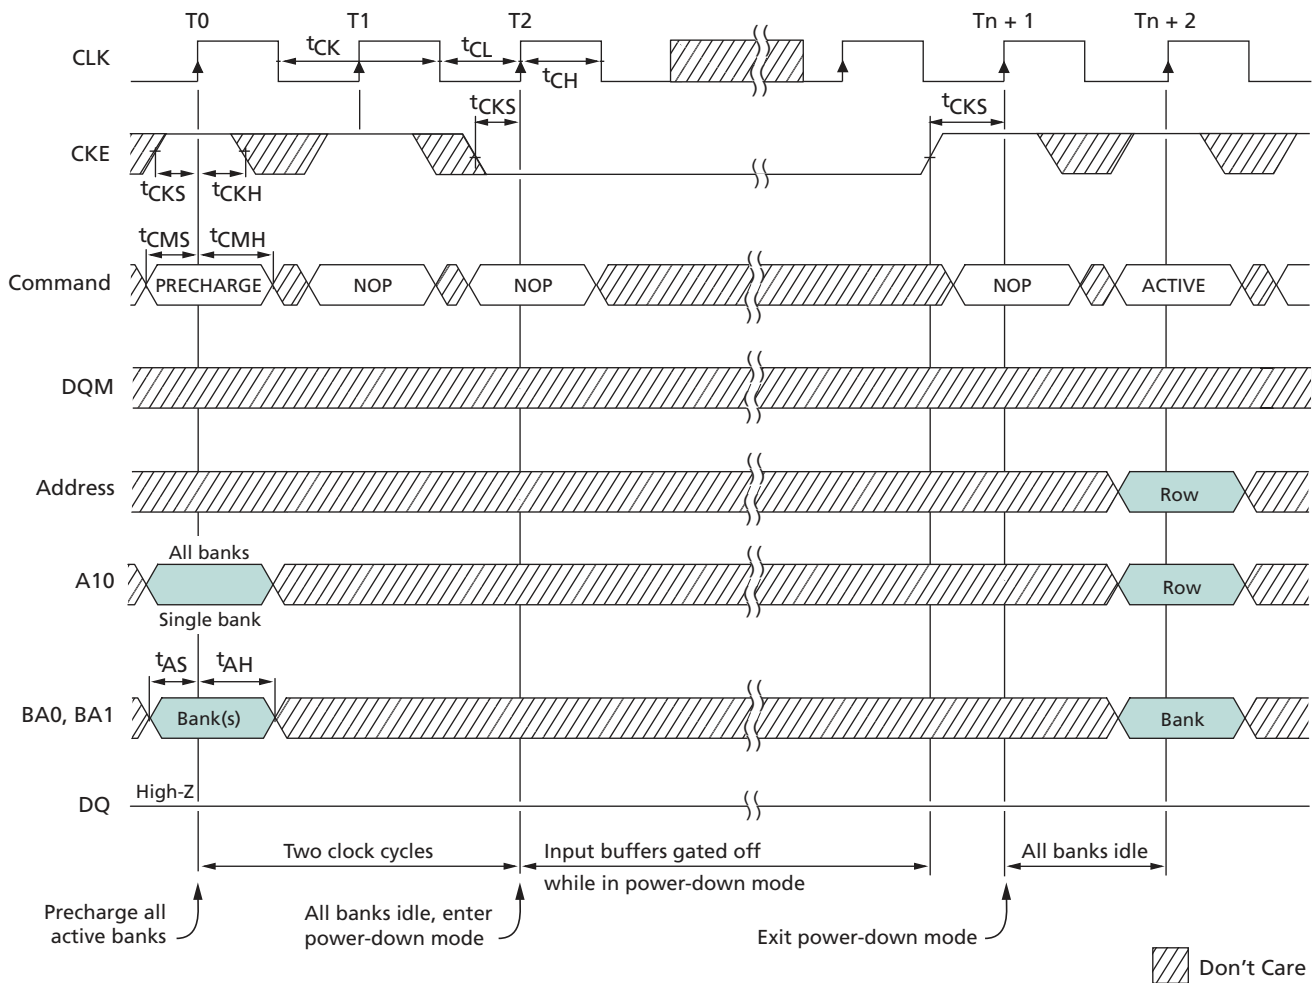 T0 T1 T2 Tn + 1 Tn + 2
CLK
tCK tCL
tCH
tCKS tCKS
CKE
tCKS tCKH
tCMS tCMH
Command PRECHARGE NOP NOP NOP ACTIVE
DQM
Address Row
All banks
A10 Row
Single bank
tAS tAH
BA0, BA1 Bank(s) Bank
High-Z
DQ
Two clock cycles
Input buffers gated off
while in power-down mode
All banks idle
Precharge all
active banks
All banks idle, enter
power-down mode
Exit power-down mode
Don't Care